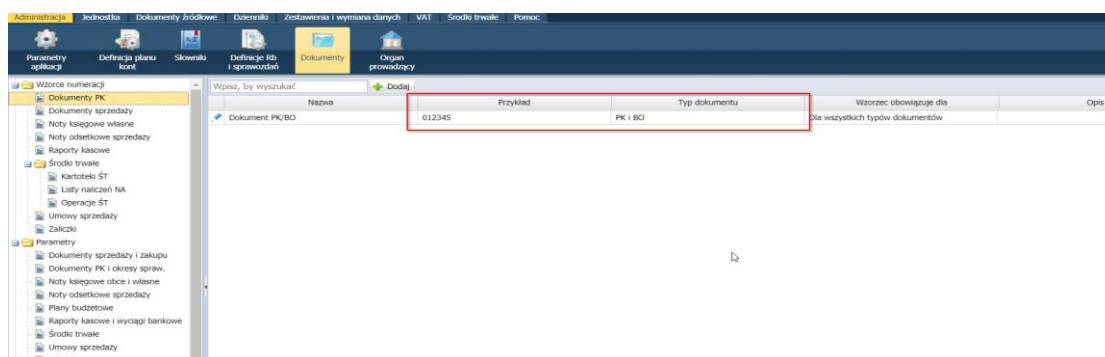 Administracja Jednostka Dokumenty źródłowe Dzienniki Zestawienia i wymiana danych VAT Środki trwałe Pomoc
Parametry aplikacji
Definicja planu kont
Słowniki
Definicje Rb i sprawozdań
Dokumenty
Organ prowadzący
Wzorce numeracji
Dokumenty PK
Dokumenty sprzedaży
Noty księgowe własne
Noty odsetkowe sprzedaży
Raporty kasowe
Środki trwałe
Kartoteki ŚT
Listy naliczeń NA
Operacje ŚT
Umowy sprzedaży
Zaliczki
Parametry
Dokumenty sprzedaży i zakupu
Dokumenty PK i okresy spraw.
Noty księgowe obce i własne
Noty odsetkowe sprzedaży
Plany budżetowe
Raporty kasowe i wyciągi bankowe
Środki trwałe
Umowy sprzedaży
Wpisz, by wyszukać Dodaj
Nazwa Przykład Typ dokumentu Wzorzec obowiązuje dla Opis
Dokument PK/BO 012345 PK i BO Dla wszystkich typów dokumentów